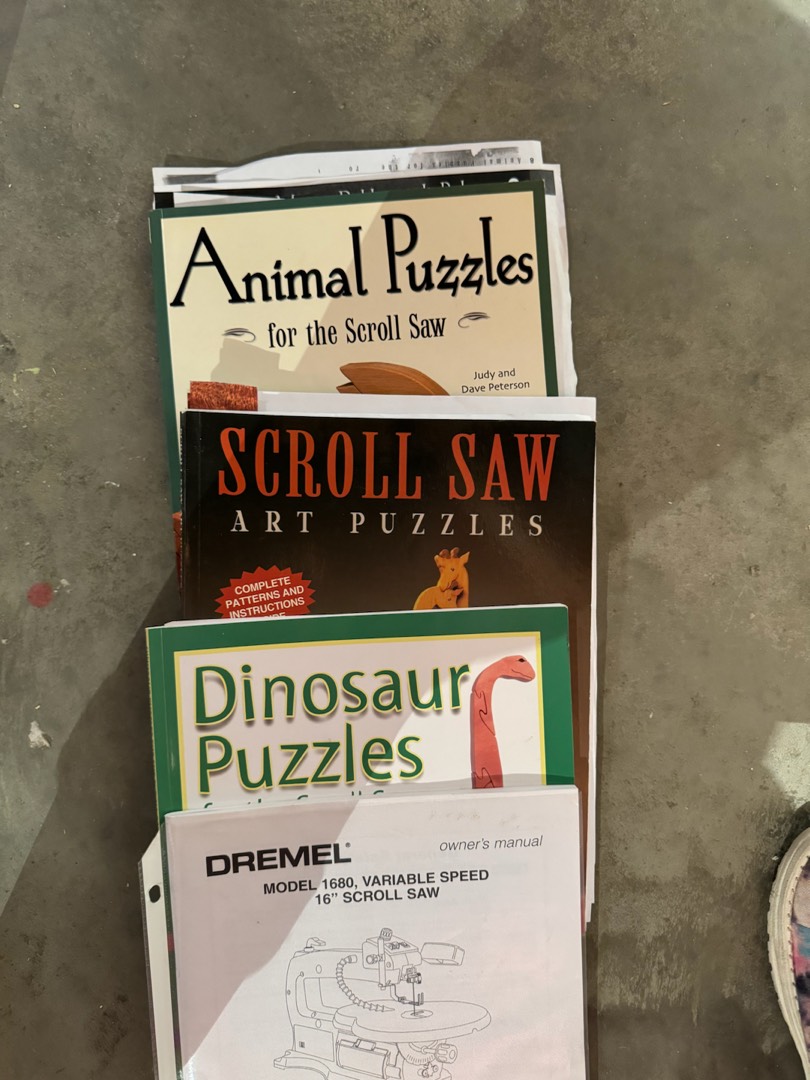 Animal Puzzles
for the Scroll Saw
Judy and
Dave Peterson
SCROLL SAW
ART PUZZLES
COMPLETE
PATTERNS AND
INSTRUCTIONS
Dinosaur
Puzzles
DREMEL®
owner's manual
MODEL 1680, VARIABLE SPEED
16" SCROLL SAW